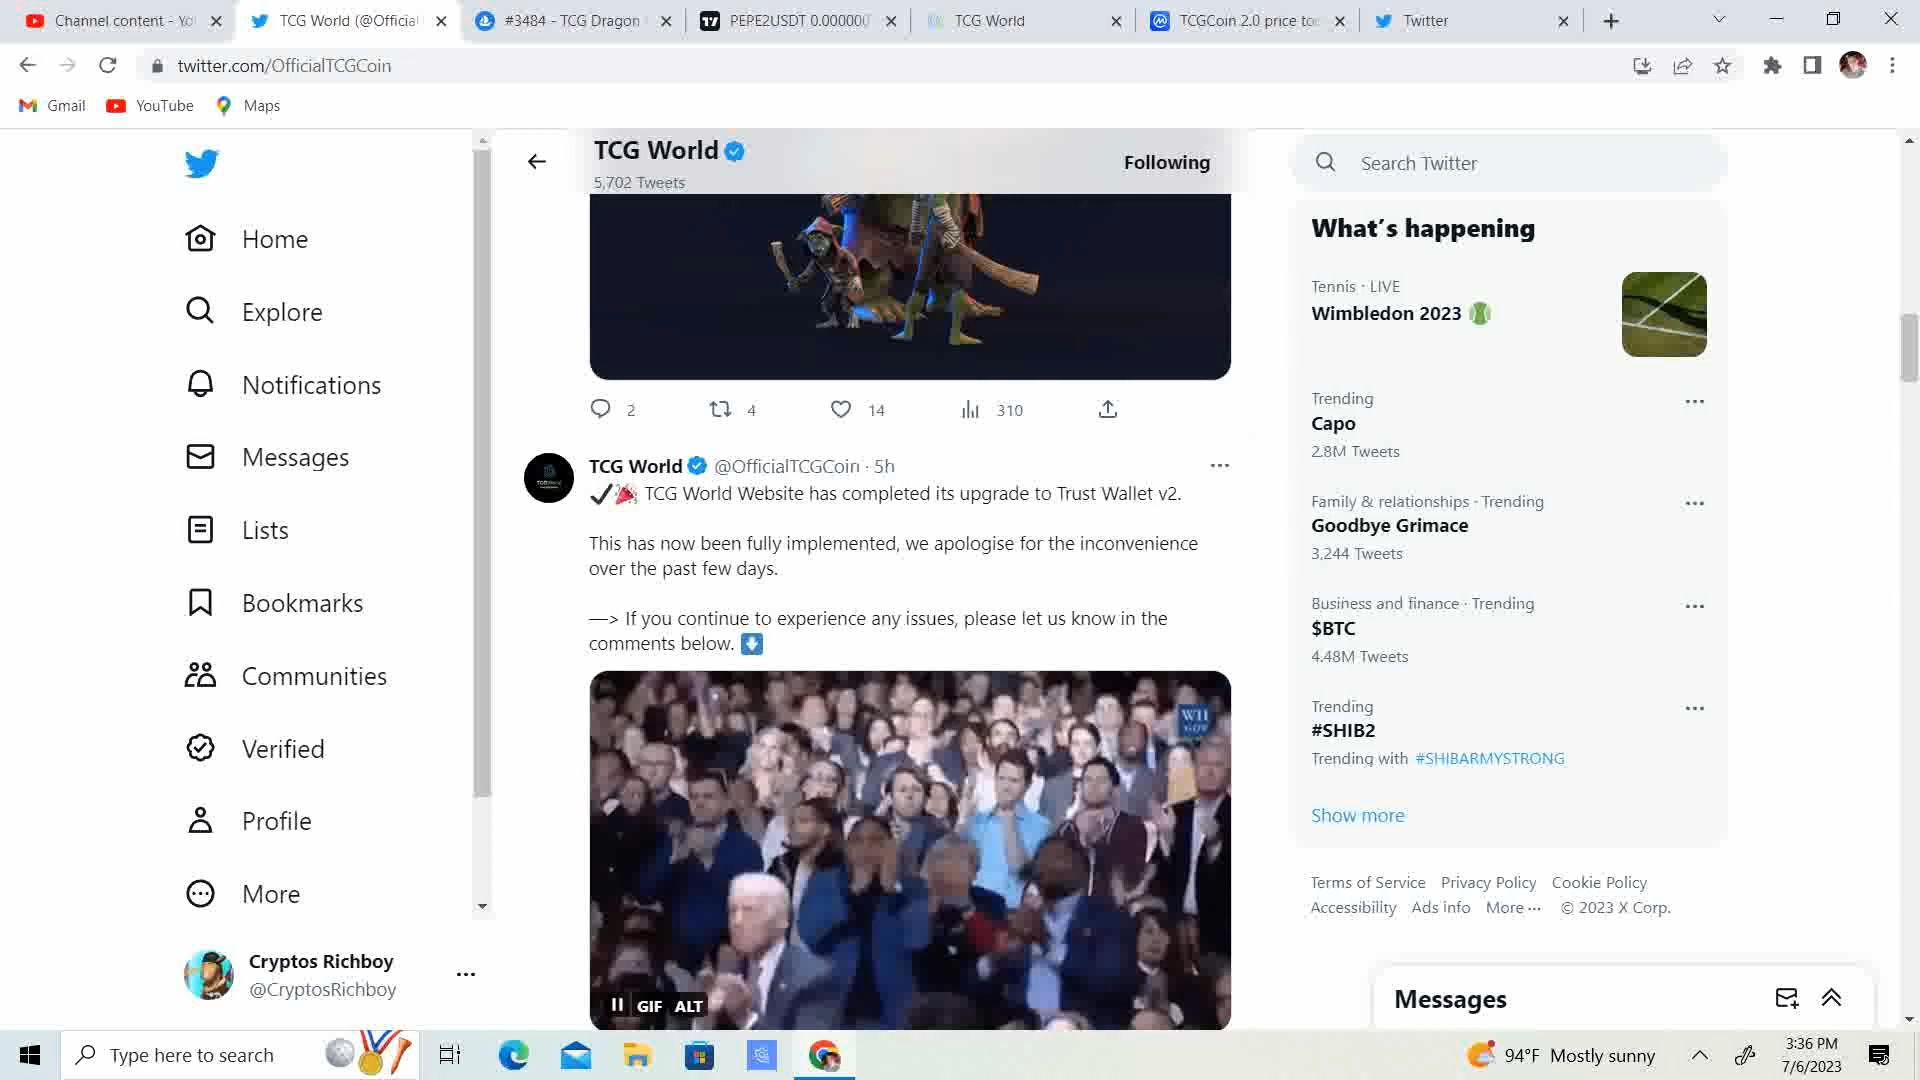 Channel content - Yo
TCG World (@Official
#3484 - TCG Dragon
PEPE2USDT 0.000000
TCG World
TCGCoin 2.0 price to
Twitter
twitter.com/OfficialTCGCoin
Gmail
YouTube
Maps
TCG World
5,702 Tweets
Following
Search Twitter
Home
Explore
Notifications
Messages
Lists
Bookmarks
Communities
Verified
Profile
More
Cryptos Richboy
@CryptosRichboy
2
4
14
310
TCG World @OfficialTCGCoin · 5h
TCG World Website has completed its upgrade to Trust Wallet v2.
This has now been fully implemented, we apologise for the inconvenience
over the past few days.
—> If you continue to experience any issues, please let us know in the
comments below.
WH
.GOV
GIF
ALT
What's happening
Tennis · LIVE
Wimbledon 2023
Trending
Capo
2.8M Tweets
Family & relationships · Trending
Goodbye Grimace
3,244 Tweets
Business and finance · Trending
$BTC
4.48M Tweets
Trending
#SHIB2
Trending with #SHIBARMYSTRONG
Show more
Terms of Service Privacy Policy Cookie Policy
Accessibility Ads info More ··· © 2023 X Corp.
Messages
Type here to search
94°F Mostly sunny
3:36 PM
7/6/2023